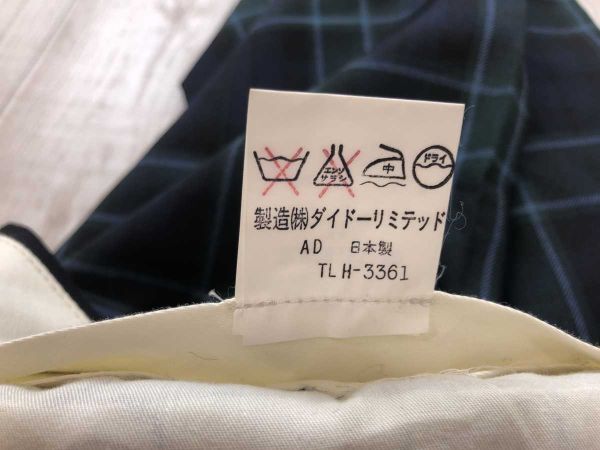 エンソサラシ 中 ドライ
製造(株)ダイドーリミテッド
AD 日本製
TL H-3361